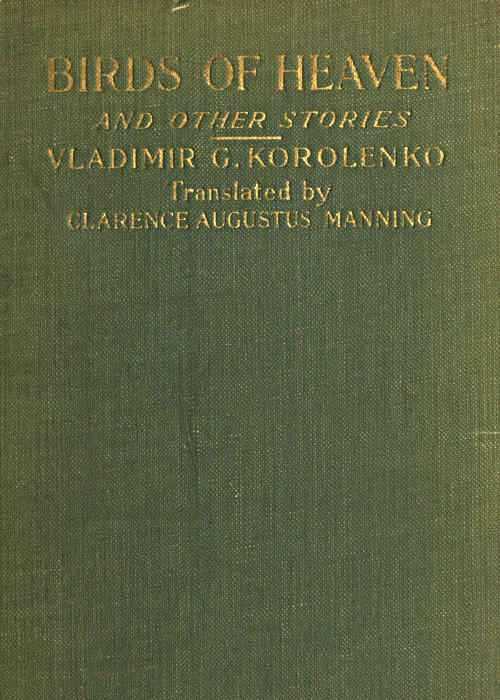 BIRDS OF HEAVEN
AND OTHER STORIES
VLADIMIR G. KOROLENKO
Translated by
CLARENCE AUGUSTUS MANNING